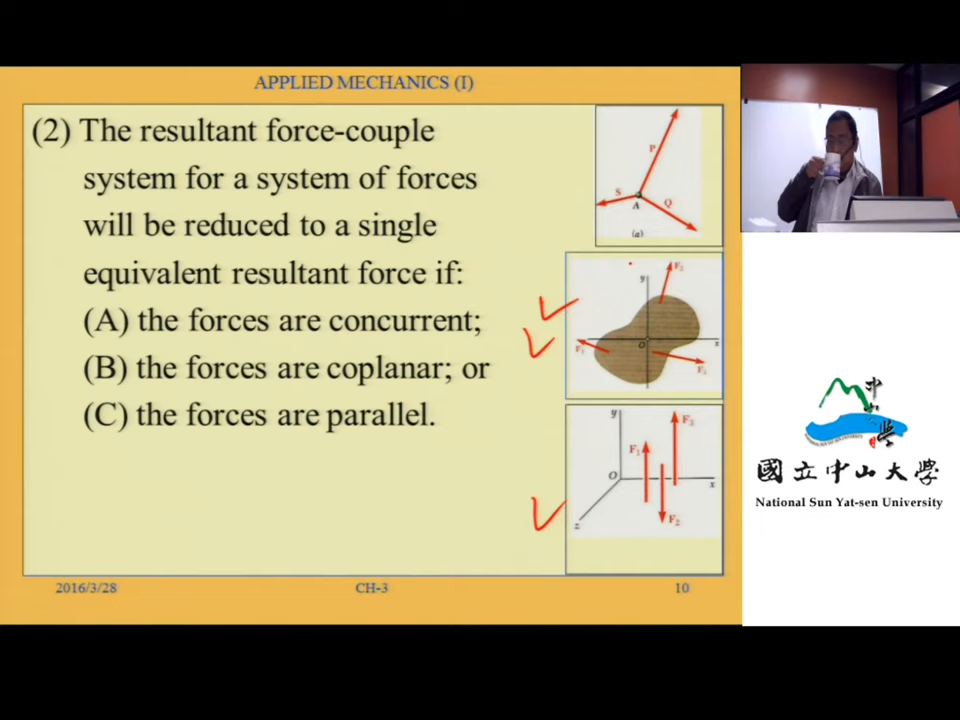 APPLIED MECHANICS (I)
(2) The resultant force-couple
system for a system of forces
will be reduced to a single
equivalent resultant force if:
(A) the forces are concurrent;
(B) the forces are coplanar; or
(C) the forces are parallel.
P
S
A
Q
(a)
y
F₂
O
x
y
F₃
F₁
O
x
F₂
z
2016/3/28
CH-3
10
國立中山大學
National Sun Yat-sen University